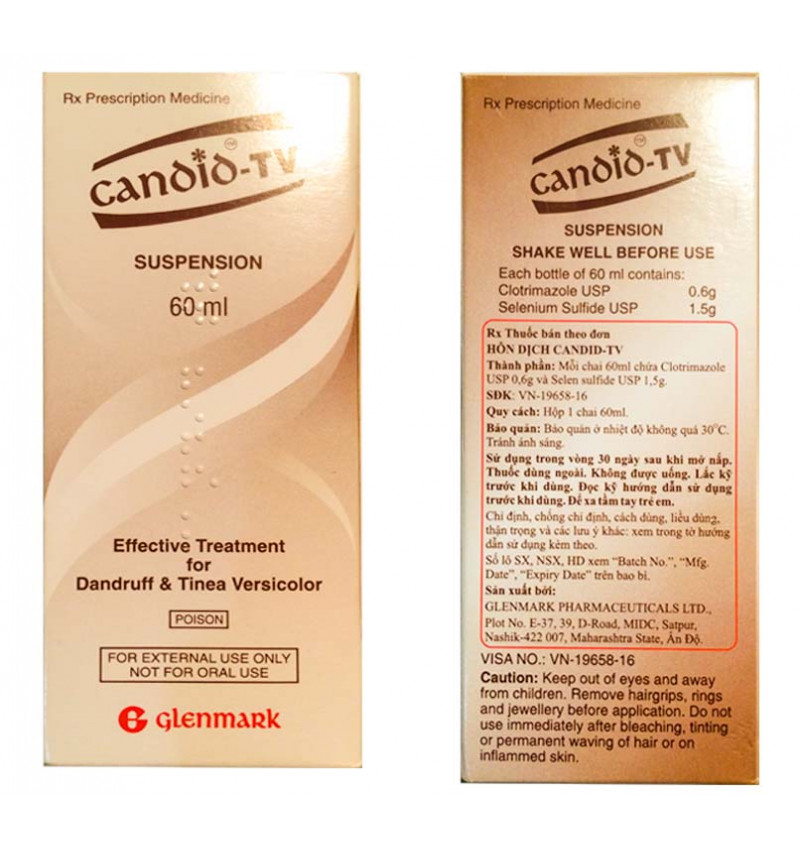 Rx Prescription Medicine
candid-TV
TM
SUSPENSION
60 ml
Effective Treatment
for
Dandruff & Tinea Versicolor
POISON
FOR EXTERNAL USE ONLY
NOT FOR ORAL USE
G glenmark
Rx Prescription Medicine
candid-TV
TM
SUSPENSION
SHAKE WELL BEFORE USE
Each bottle of 60 ml contains:
Clotrimazole USP 0.6g
Selenium Sulfide USP 1.5g
Rx Thuốc bán theo đơn
HỖN DỊCH CANDID-TV
Thành phần: Mỗi chai 60ml chứa Clotrimazole
USP 0,6g và Selen sulfide USP 1,5g.
SĐK: VN-19658-16
Quy cách: Hộp 1 chai 60ml.
Bảo quản: Bảo quản ở nhiệt độ không quá 30°C.
Tránh ánh sáng.
Sử dụng trong vòng 30 ngày sau khi mở nắp.
Thuốc dùng ngoài. Không được uống. Lắc kỹ
trước khi dùng. Đọc kỹ hướng dẫn sử dụng
trước khi dùng. Để xa tầm tay trẻ em.
Chỉ định, chống chỉ định, cách dùng, liều dùng,
thận trọng và các lưu ý khác: xem trong tờ hướng
dẫn sử dụng kèm theo.
Số lô SX, NSX, HD xem “Batch No.”, “Mfg.
Date”, “Expiry Date” trên bao bì.
Sản xuất bởi:
GLENMARK PHARMACEUTICALS LTD.,
Plot No. E-37, 39, D-Road, MIDC, Satpur,
Nashik-422 007, Maharashtra State, Ấn Độ.
VISA NO.: VN-19658-16
Caution: Keep out of eyes and away
from children. Remove hairgrips, rings
and jewellery before application. Do not
use immediately after bleaching, tinting
or permanent waving of hair or on
inflammed skin.